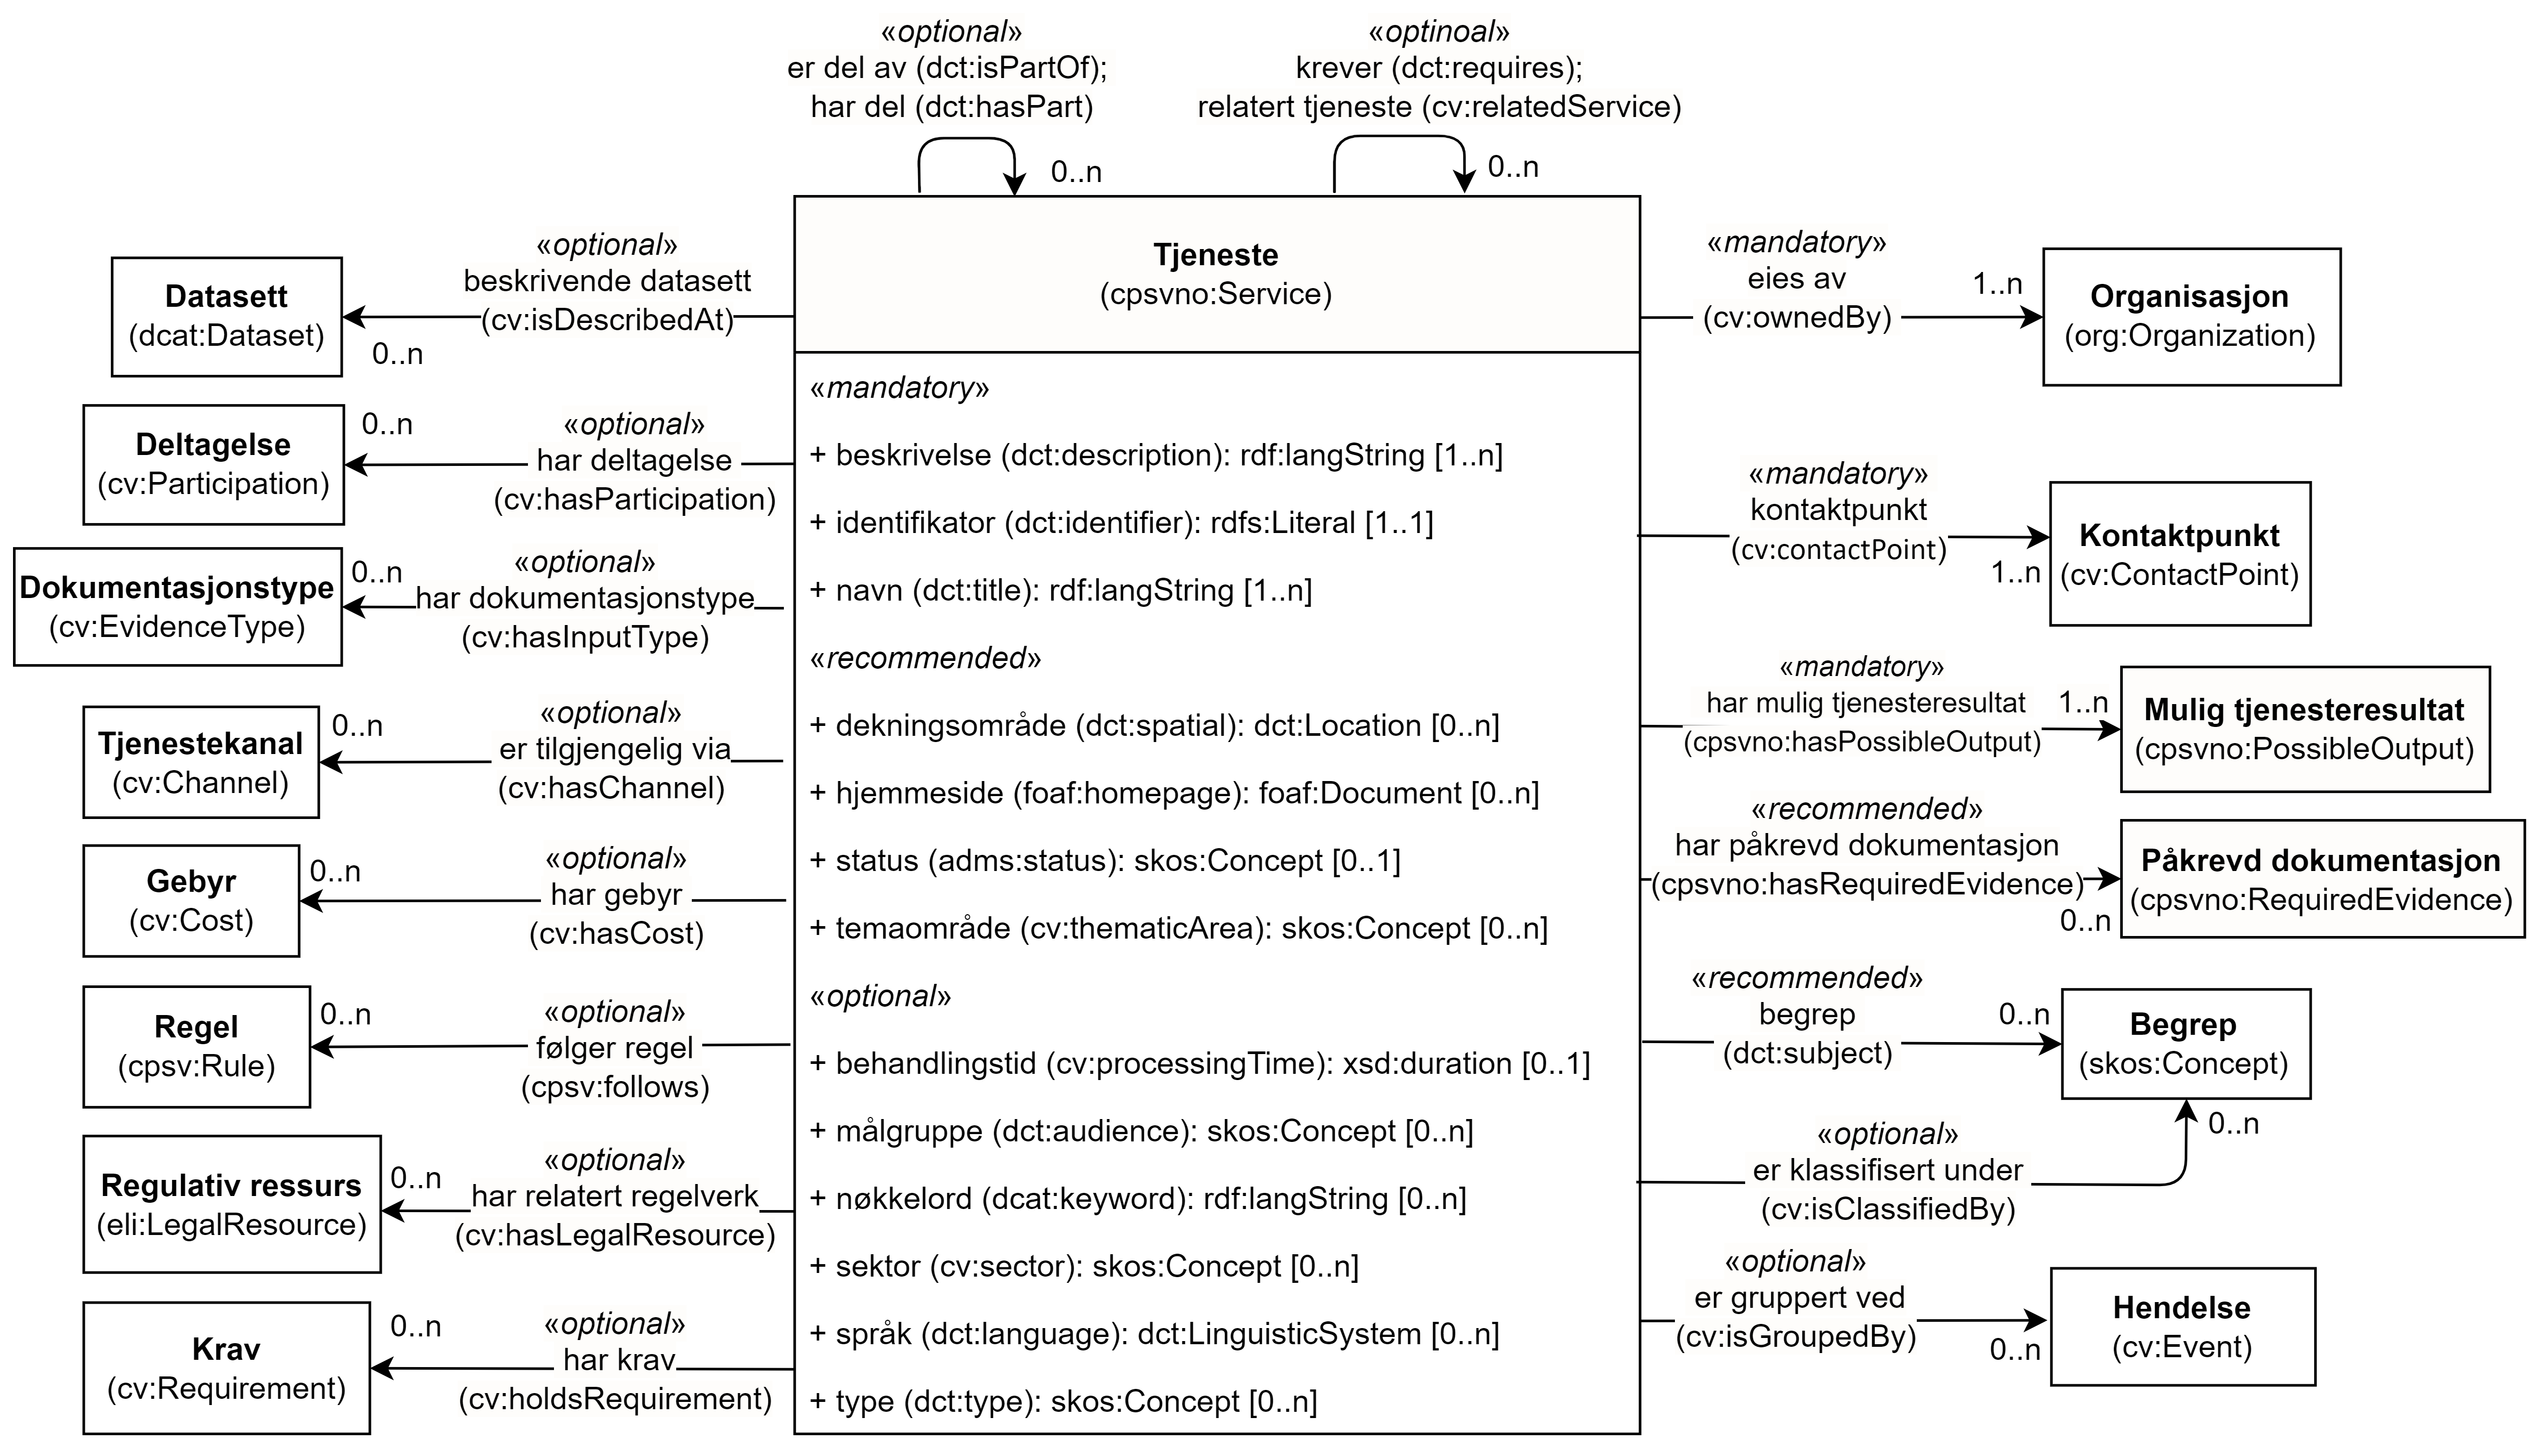 «optional»
er del av (dct:isPartOf);
har del (dct:hasPart)
0..n
«optinoal»
krever (dct:requires);
relatert tjeneste (cv:relatedService)
0..n
Tjeneste
(cpsvno:Service)
«mandatory»
+ beskrivelse (dct:description): rdf:langString [1..n]
+ identifikator (dct:identifier): rdfs:Literal [1..1]
+ navn (dct:title): rdf:langString [1..n]
«recommended»
+ dekningsområde (dct:spatial): dct:Location [0..n]
+ hjemmeside (foaf:homepage): foaf:Document [0..n]
+ status (adms:status): skos:Concept [0..1]
+ temaområde (cv:thematicArea): skos:Concept [0..n]
«optional»
+ behandlingstid (cv:processingTime): xsd:duration [0..1]
+ målgruppe (dct:audience): skos:Concept [0..n]
+ nøkkelord (dcat:keyword): rdf:langString [0..n]
+ sektor (cv:sector): skos:Concept [0..n]
+ språk (dct:language): dct:LinguisticSystem [0..n]
+ type (dct:type): skos:Concept [0..n]
«optional»
beskrivende datasett
(cv:isDescribedAt)
0..n
Datasett
(dcat:Dataset)
«optional»
har deltagelse
(cv:hasParticipation)
0..n
Deltagelse
(cv:Participation)
«optional»
har dokumentasjonstype
(cv:hasInputType)
0..n
Dokumentasjonstype
(cv:EvidenceType)
«optional»
er tilgjengelig via
(cv:hasChannel)
0..n
Tjenestekanal
(cv:Channel)
«optional»
har gebyr
(cv:hasCost)
0..n
Gebyr
(cv:Cost)
«optional»
følger regel
(cpsv:follows)
0..n
Regel
(cpsv:Rule)
«optional»
har relatert regelverk
(cv:hasLegalResource)
0..n
Regulativ ressurs
(eli:LegalResource)
«optional»
har krav
(cv:holdsRequirement)
0..n
Krav
(cv:Requirement)
«mandatory»
eies av
(cv:ownedBy)
1..n
Organisasjon
(org:Organization)
«mandatory»
kontaktpunkt
(cv:contactPoint)
1..n
Kontaktpunkt
(cv:ContactPoint)
«mandatory»
har mulig tjenesteresultat
(cpsvno:hasPossibleOutput)
1..n
Mulig tjenesteresultat
(cpsvno:PossibleOutput)
«recommended»
har påkrevd dokumentasjon
(cpsvno:hasRequiredEvidence)
0..n
Påkrevd dokumentasjon
(cpsvno:RequiredEvidence)
«recommended»
begrep
(dct:subject)
0..n
Begrep
(skos:Concept)
«optional»
er klassifisert under
(cv:isClassifiedBy)
0..n
«optional»
er gruppert ved
(cv:isGroupedBy)
0..n
Hendelse
(cv:Event)